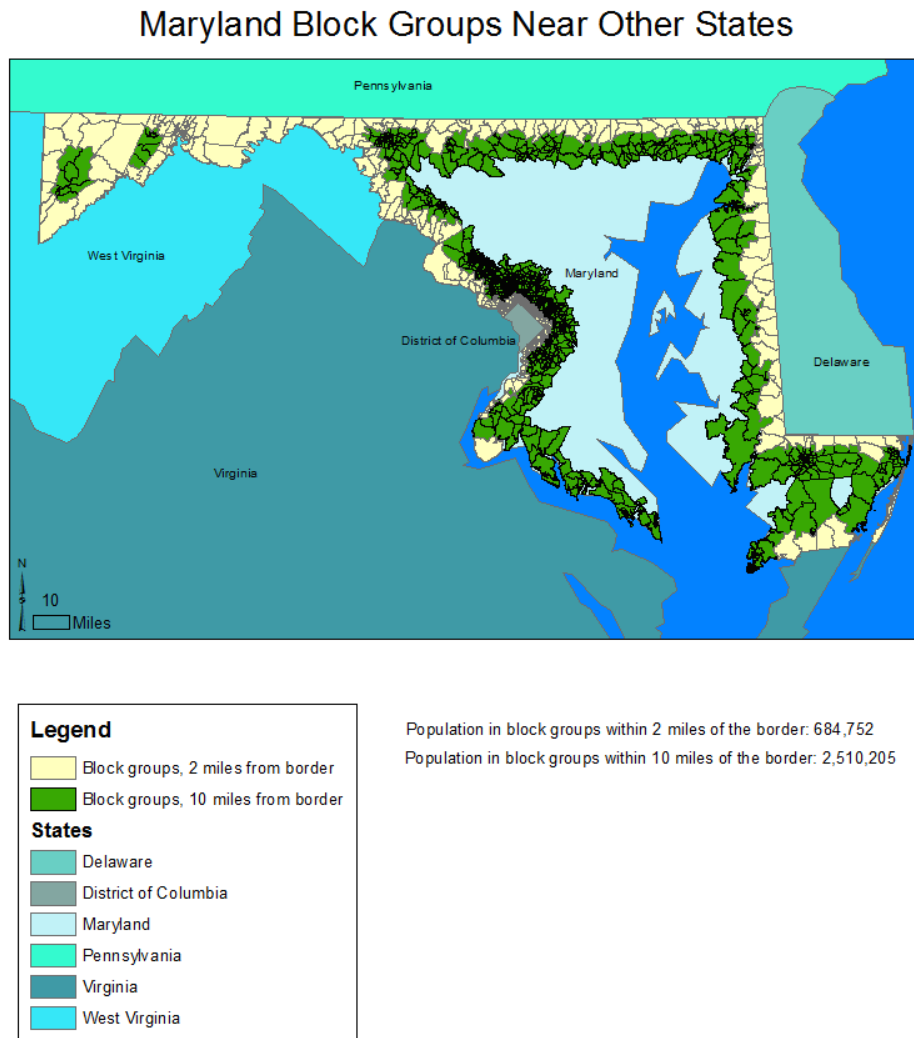 Maryland Block Groups Near Other States
Pennsylvania
West Virginia
Maryland
District of Columbia
Delaware
Virginia
N
S
10
Miles
Legend
Block groups, 2 miles from border
Block groups, 10 miles from border
States
Delaware
District of Columbia
Maryland
Pennsylvania
Virginia
West Virginia
Population in block groups within 2 miles of the border: 684,752
Population in block groups within 10 miles of the border: 2,510,205